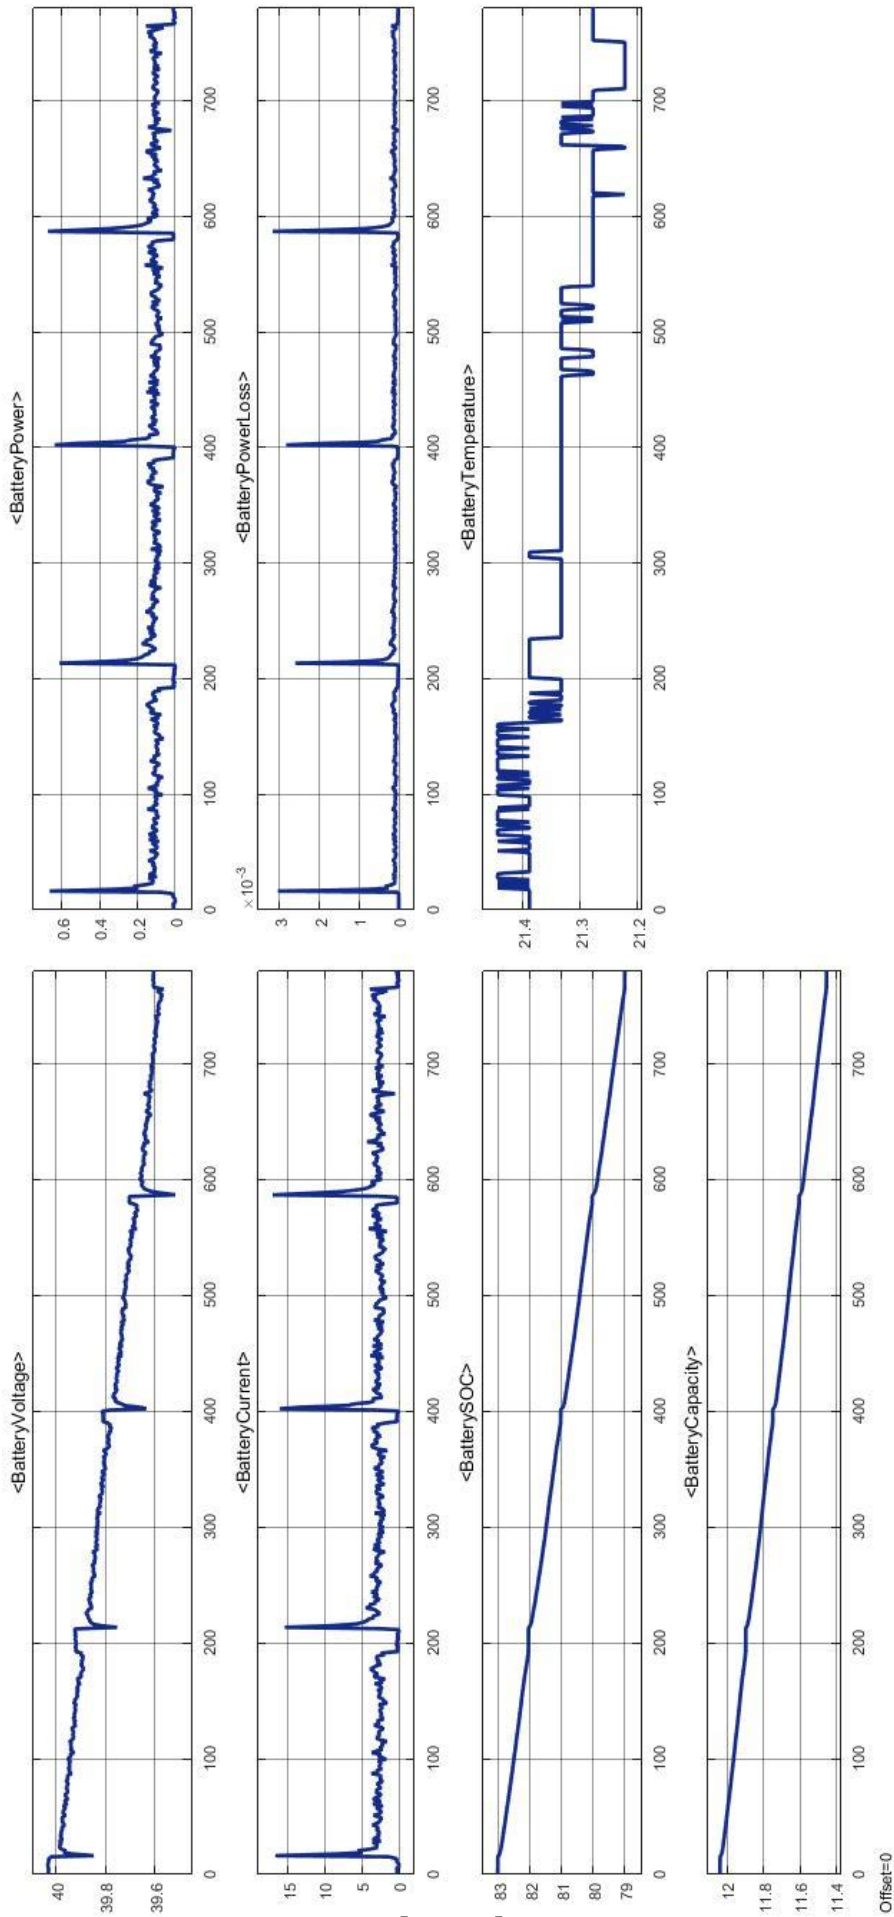 <BatteryVoltage>
40
39.8
39.6
0 100 200 300 400 500 600 700
<BatteryCurrent>
15
10
5
0
0 100 200 300 400 500 600 700
<BatterySOC>
83
82
81
80
79
0 100 200 300 400 500 600 700
<BatteryCapacity>
12
11.8
11.6
11.4
0 100 200 300 400 500 600 700
Offset=0
<BatteryPower>
0.6
0.4
0.2
0
0 100 200 300 400 500 600 700
<BatteryPowerLoss>
×10⁻³
3
2
1
0
0 100 200 300 400 500 600 700
<BatteryTemperature>
21.4
21.3
21.2
0 100 200 300 400 500 600 700